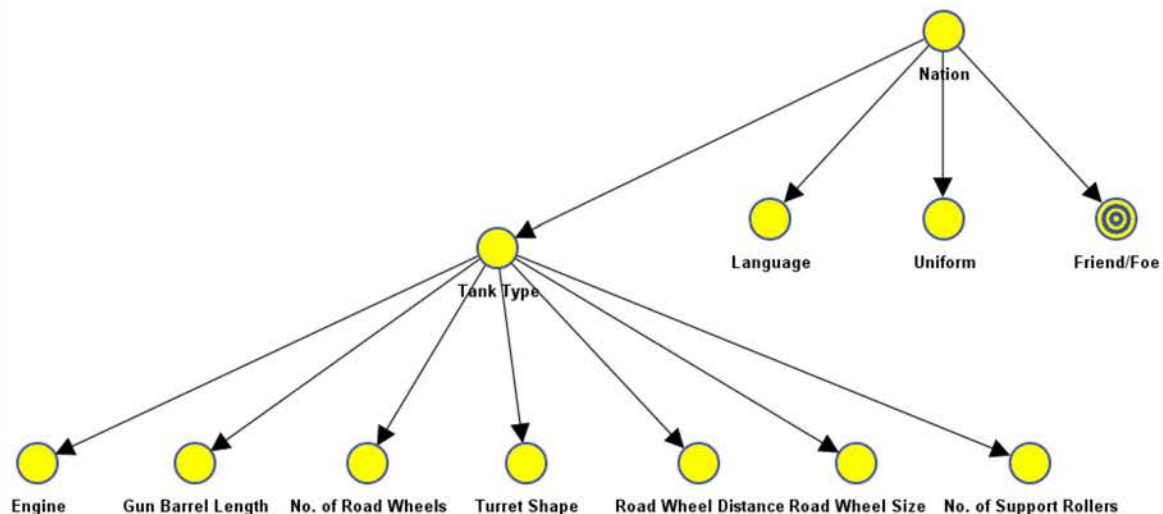 Nation
Language Uniform Friend/Foe
Tank Type
Engine Gun Barrel Length No. of Road Wheels Turret Shape Road Wheel Distance Road Wheel Size No. of Support Rollers